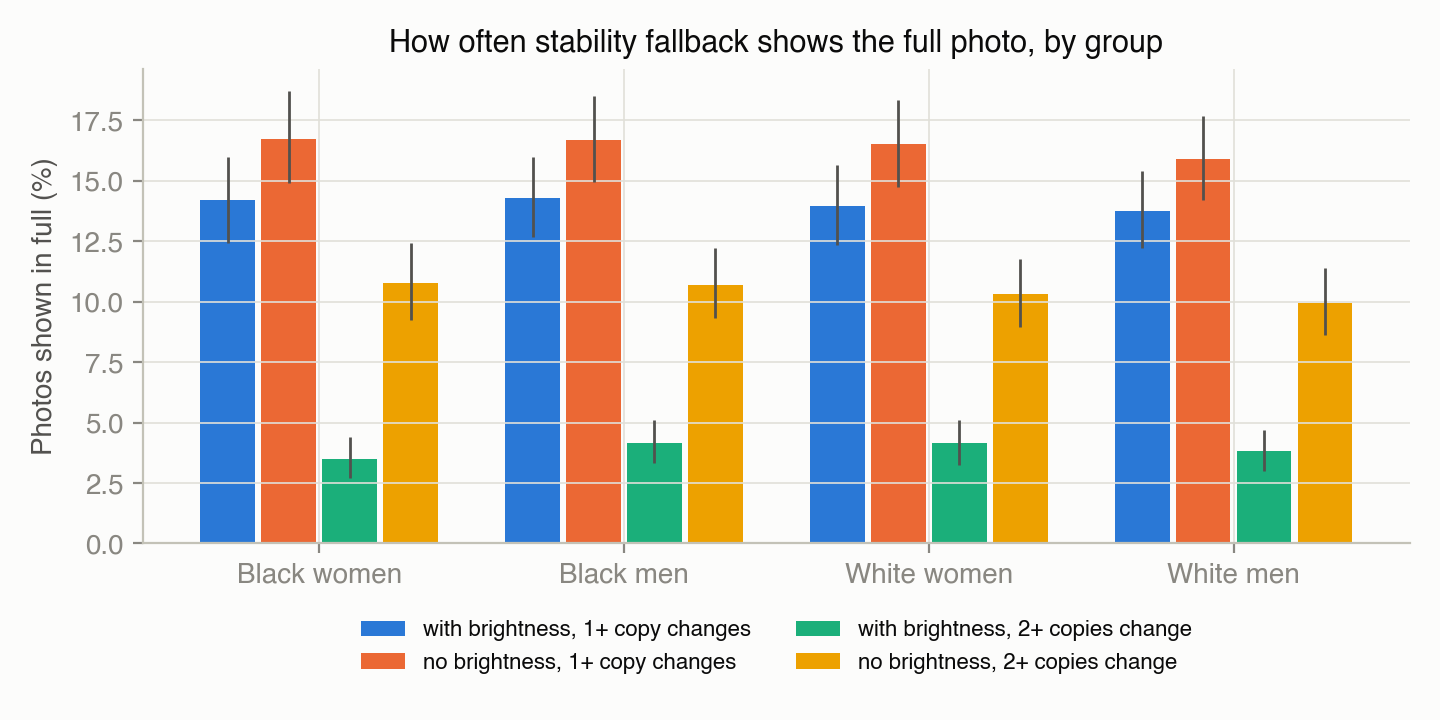 How often stability fallback shows the full photo, by group
Photos shown in full (%)
17.5
15.0
12.5
10.0
7.5
5.0
2.5
0.0
Black women
Black men
White women
White men
with brightness, 1+ copy changes
no brightness, 1+ copy changes
with brightness, 2+ copies change
no brightness, 2+ copies change